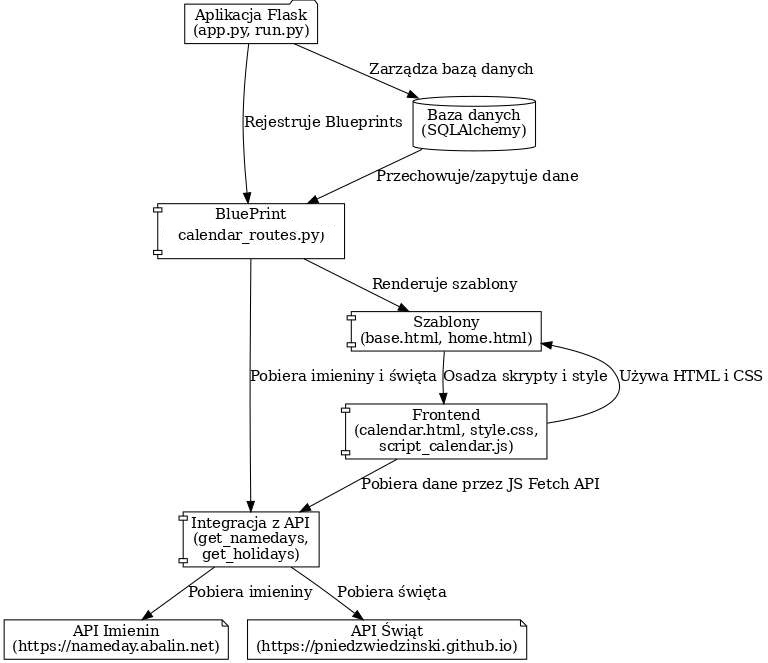 Aplikacja Flask
(app.py, run.py)
Zarządza bazą danych
Baza danych
(SQLAlchemy)
Rejestruje Blueprints
Przechowuje/zapytuje dane
BluePrint
calendar_routes.py)
Renderuje szablony
Szablony
(base.html, home.html)
Pobiera imieniny i święta
Osadza skrypty i style
Używa HTML i CSS
Frontend
(calendar.html, style.css,
script_calendar.js)
Pobiera dane przez JS Fetch API
Integracja z API
(get_namedays,
get_holidays)
Pobiera imieniny
Pobiera święta
API Imienin
(https://nameday.abalin.net)
API Świąt
(https://pniedzwiedzinski.github.io)